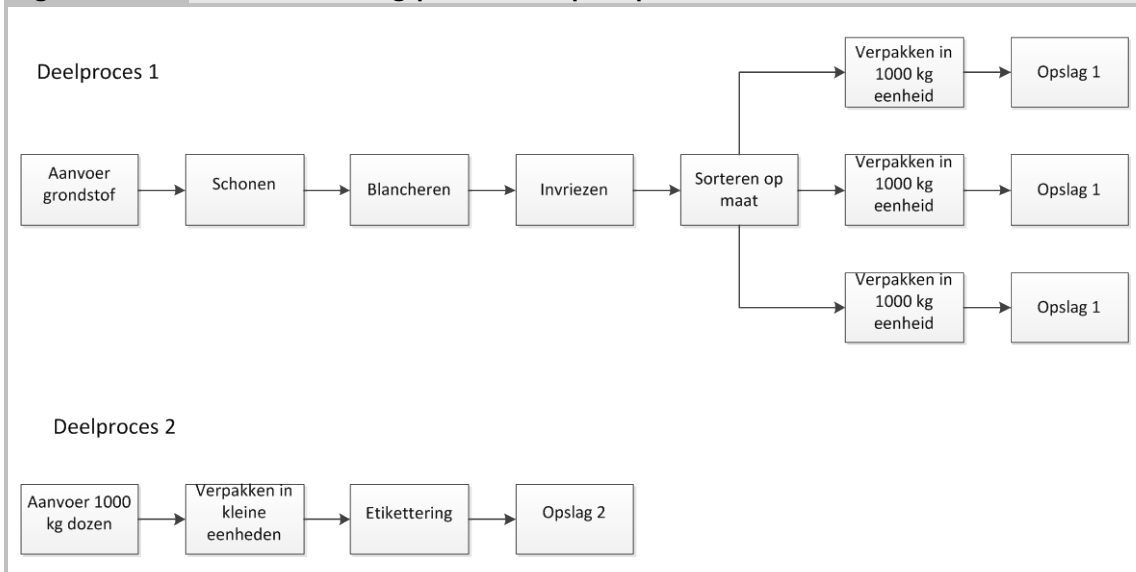 Deelproces 1
Verpakken in
1000 kg
eenheid
Opslag 1
Aanvoer
grondstof
Schonen
Blancheren
Invriezen
Sorteren op
maat
Verpakken in
1000 kg
eenheid
Opslag 1
Verpakken in
1000 kg
eenheid
Opslag 1
Deelproces 2
Aanvoer 1000
kg dozen
Verpakken in
kleine
eenheden
Etikettering
Opslag 2